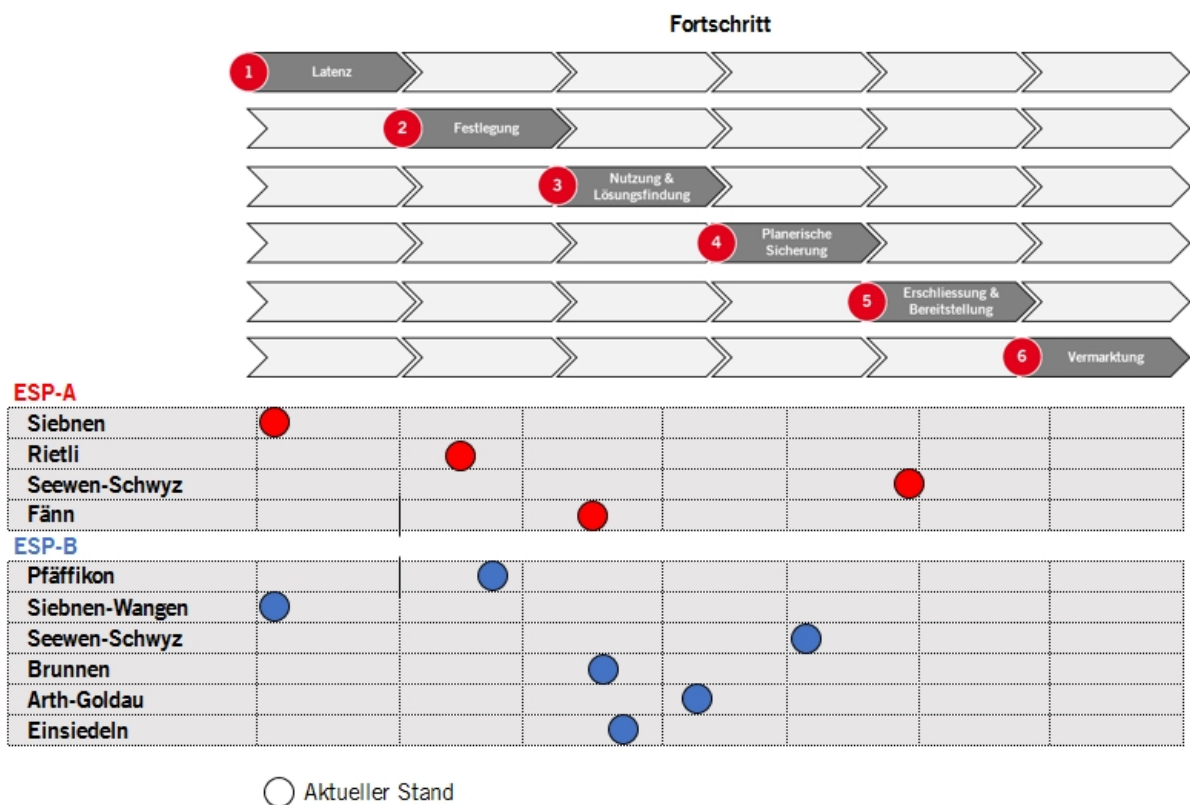 Fortschritt
1 Latenz
2 Festlegung
3 Nutzung &
Lösungsfindung
4 Planerische
Sicherung
5 Erschliessung &
Bereitstellung
6 Vermarktung
ESP-A
Siebnen
Rietli
Seewen-Schwyz
Fänn
ESP-B
Pfäffikon
Siebnen-Wangen
Seewen-Schwyz
Brunnen
Arth-Goldau
Einsiedeln
Aktueller Stand